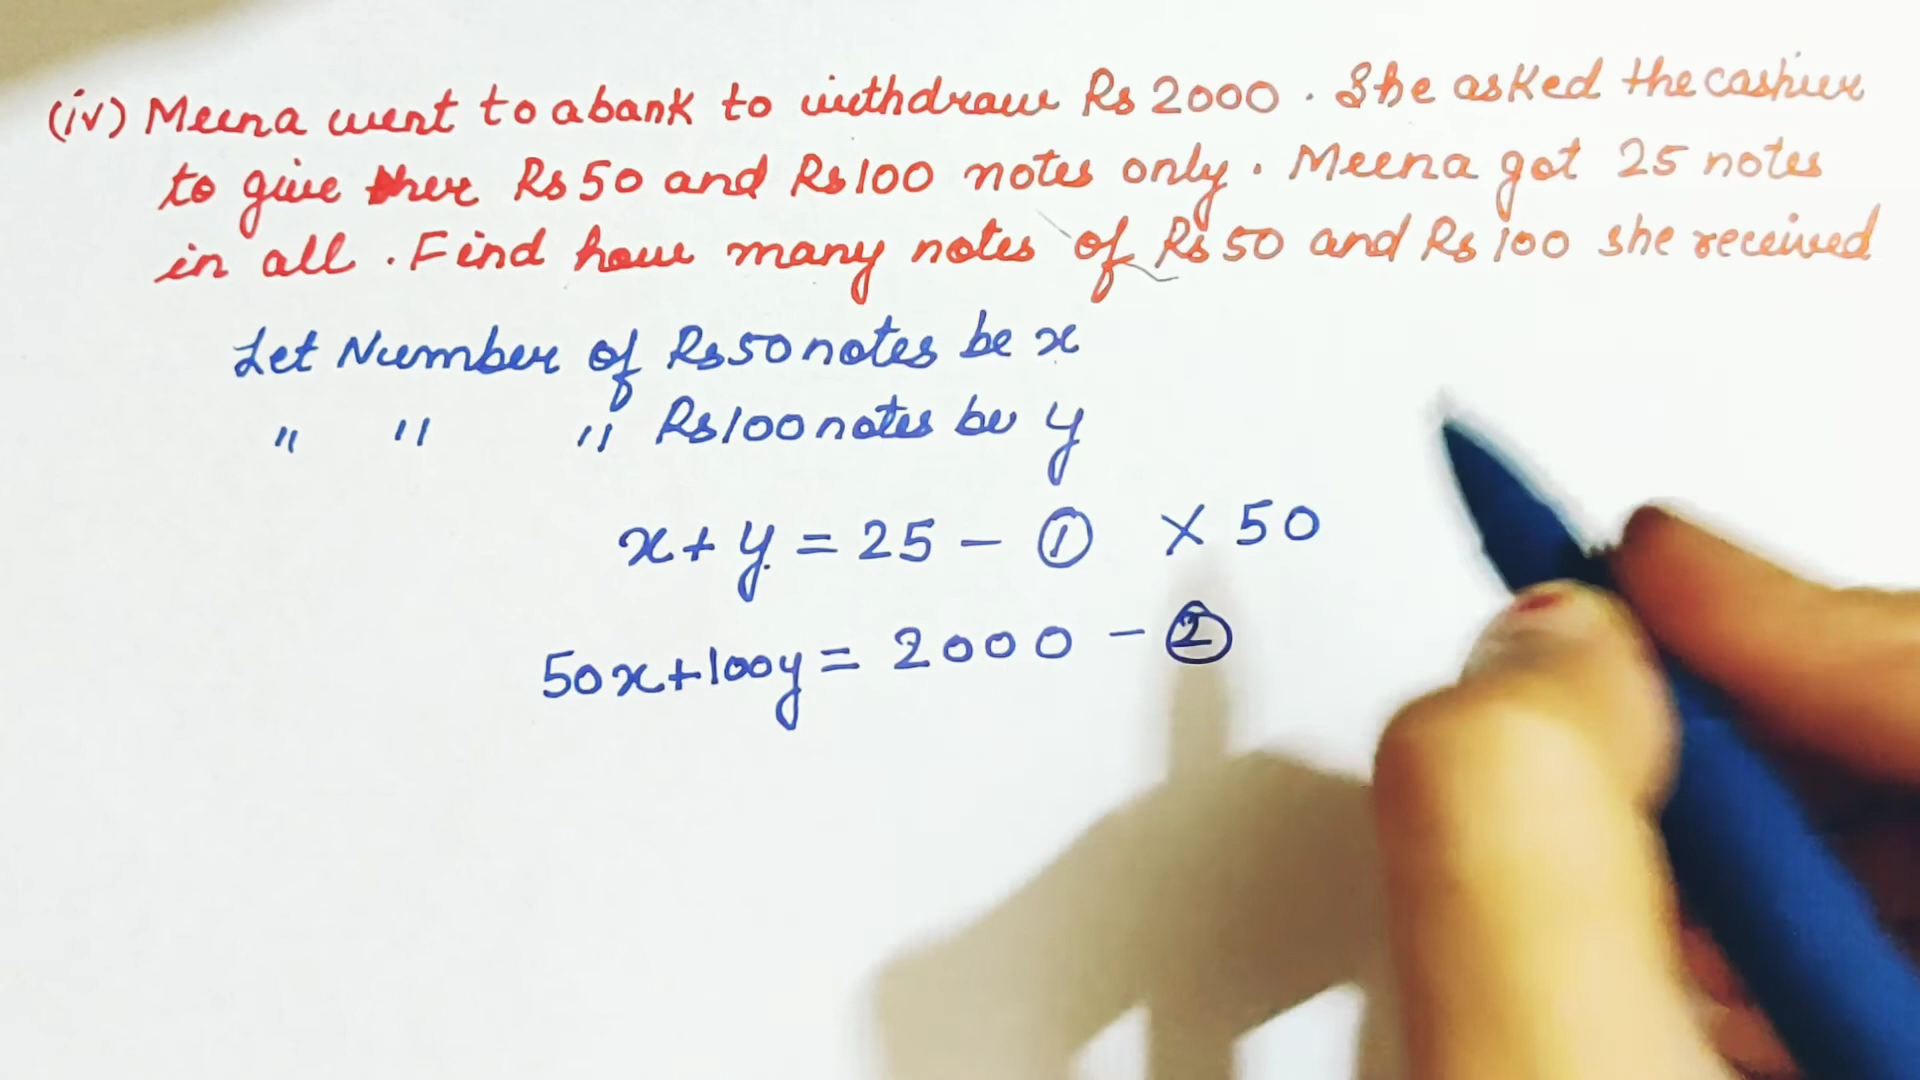 (iv) Meena went to a bank to withdraw Rs 2000. She asked the cashier
to give her Rs 50 and Rs 100 notes only. Meena got 25 notes
in all. Find how many notes of Rs 50 and Rs 100 she received
Let Number of Rs 50 notes be x
" " " Rs 100 notes be y
x + y = 25 - ① × 50
50x + 100y = 2000 - ②